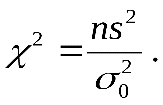 χ² = ns² / σ₀² .